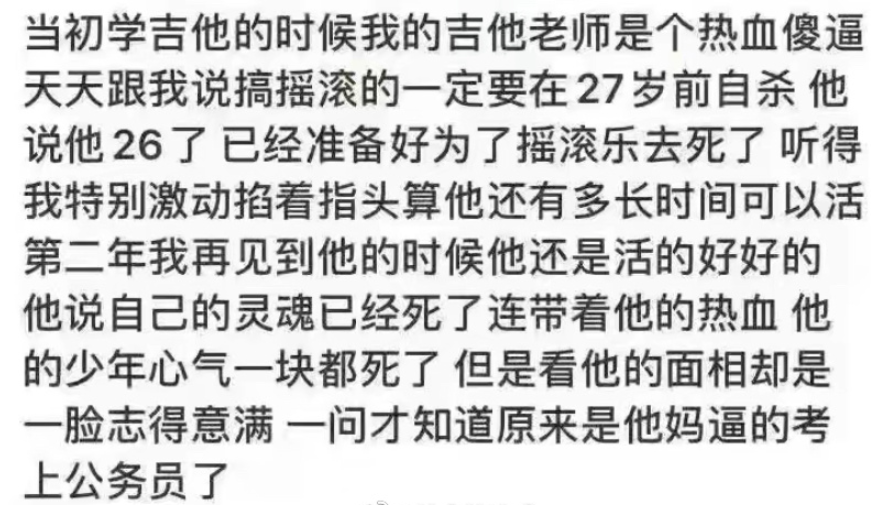 当初学吉他的时候我的吉他老师是个热血傻逼
天天跟我说搞摇滚的一定要在27岁前自杀 他
说他26了 已经准备好为了摇滚乐去死了 听得
我特别激动掐着指头算他还有多长时间可以活
第二年我再见到他的时候他还是活的好好的
他说自己的灵魂已经死了连带着他的热血 他
的少年心气一块都死了 但是看他的面相却是
一脸志得意满 一问才知道原来是他妈逼的考
上公务员了